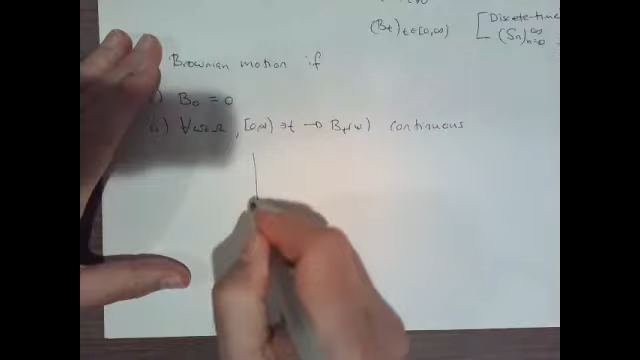 (B_t)_{t∈[0,∞)} [Discrete-time
(S_n)_{n=0}^∞
Brownian motion if
) B_0 = 0
) ∀ω∈Ω, [0,∞) ∋ t → B_t(ω) continuous